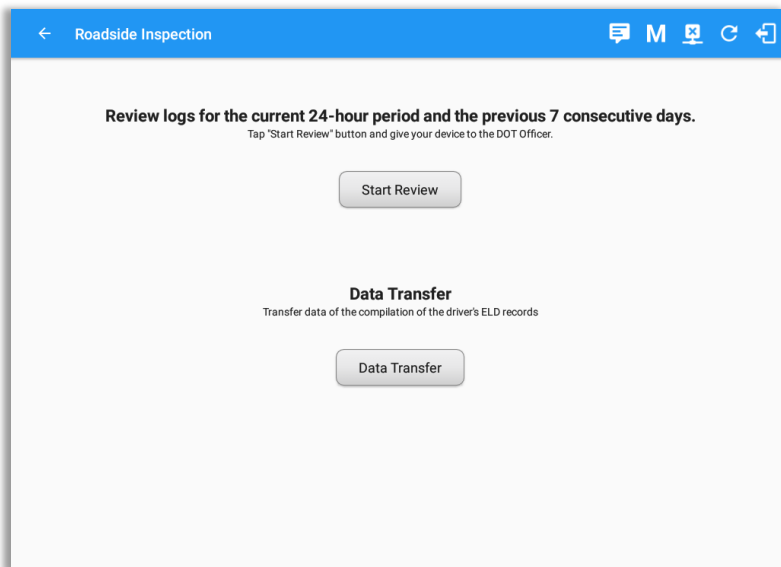 Roadside Inspection
M
Review logs for the current 24-hour period and the previous 7 consecutive days.
Tap "Start Review" button and give your device to the DOT Officer.
Start Review
Data Transfer
Transfer data of the compilation of the driver's ELD records
Data Transfer